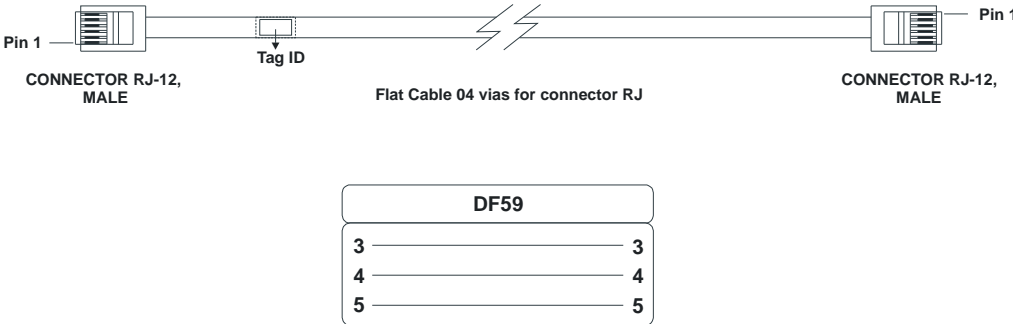 Pin 1
Pin 1
Tag ID
CONNECTOR RJ-12,
MALE
Flat Cable 04 vias for connector RJ
CONNECTOR RJ-12,
MALE
DF59
3 3
4 4
5 5